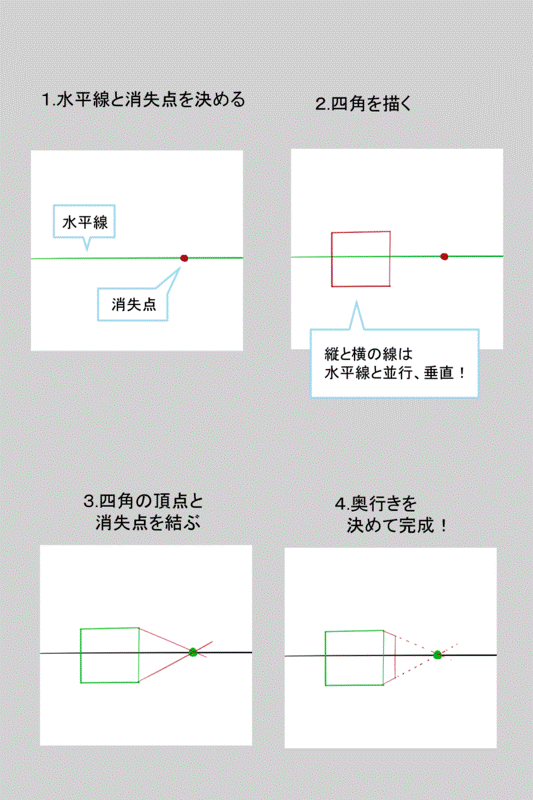 1.水平線と消失点を決める
水平線
消失点
2.四角を描く
縦と横の線は
水平線と並行、垂直！
3.四角の頂点と
消失点を結ぶ
4.奥行きを
決めて完成！